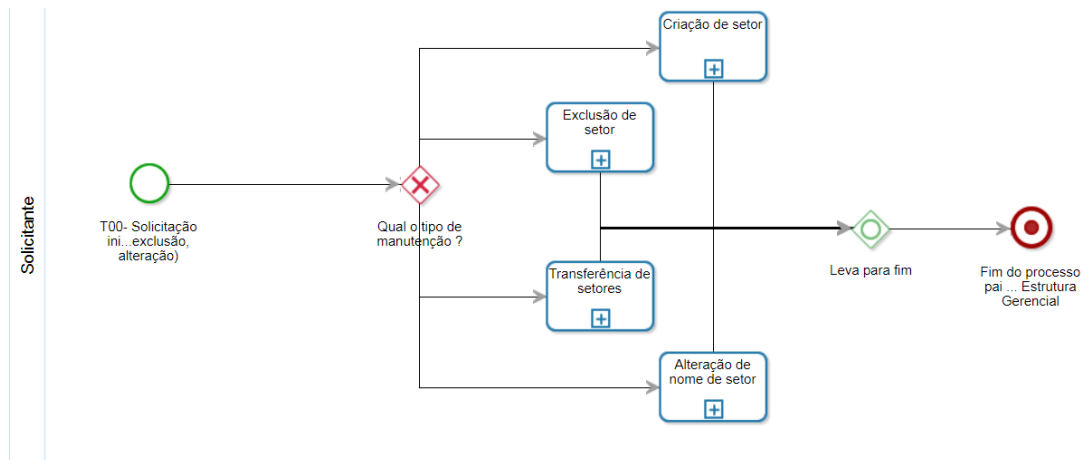 Solicitante
T00- Solicitação
ini...exclusão,
alteração)
Qual o tipo de
manutenção ?
Criação de setor
Exclusão de
setor
Transferência de
setores
Alteração de
nome de setor
Leva para fim
Fim do processo
pai ... Estrutura
Gerencial